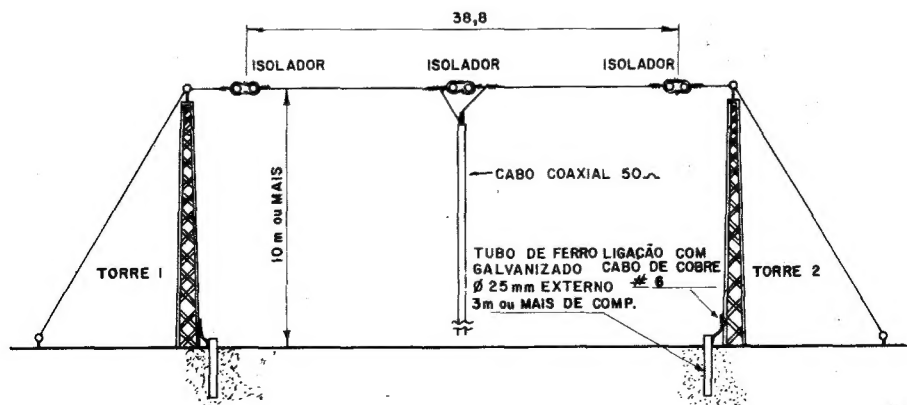 38,8
ISOLADOR
ISOLADOR
ISOLADOR
10 m ou MAIS
CABO COAXIAL 50 Ω
TORRE 1
TUBO DE FERRO
GALVANIZADO
Ø 25 mm EXTERNO
3m ou MAIS DE COMP.
LIGAÇÃO COM
CABO DE COBRE
# 6
TORRE 2